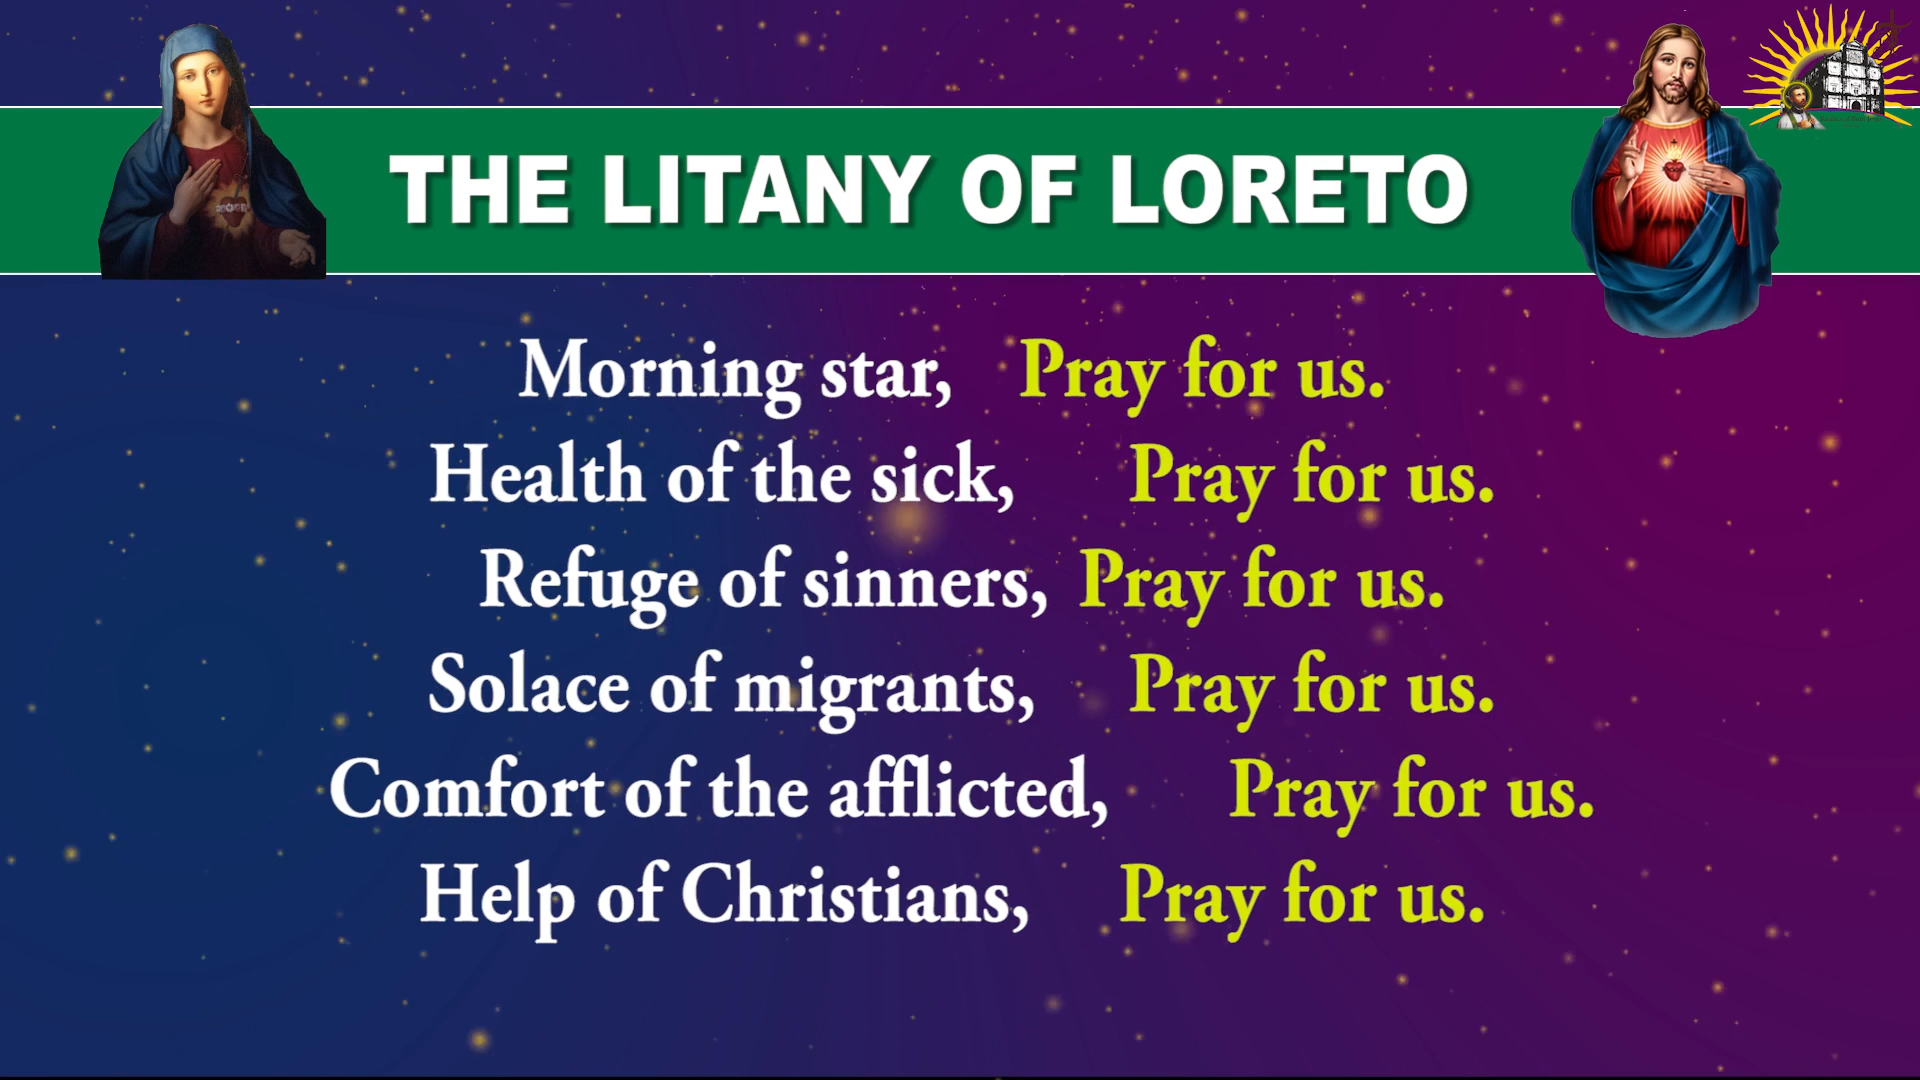 THE LITANY OF LORETO
Morning star, Pray for us.
Health of the sick, Pray for us.
Refuge of sinners, Pray for us.
Solace of migrants, Pray for us.
Comfort of the afflicted, Pray for us.
Help of Christians, Pray for us.